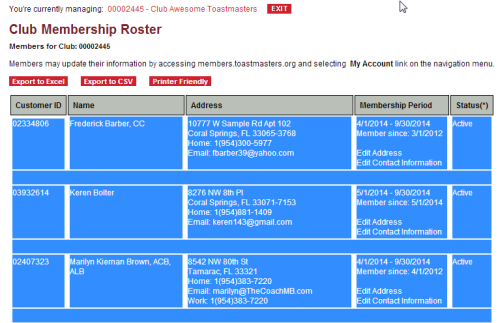 You're currently managing: 00002445 - Club Awesome Toastmasters EXIT
Club Membership Roster
Members for Club: 00002445
Members may update their information by accessing members.toastmasters.org and selecting My Account link on the navigation menu.
Export to Excel Export to CSV Printer Friendly
Customer ID Name Address Membership Period Status(*)
02334806 Frederick Barber, CC 10777 W Sample Rd Apt 102 4/1/2014 - 9/30/2014 Active
Coral Springs, FL 33065-3768 Member since: 3/1/2012
Home: 1(954)300-5977
Email: fbarber39@yahoo.com Edit Address
Edit Contact Information
03932614 Keren Bolter 8276 NW 8th Pl 5/1/2014 - 9/30/2014 Active
Coral Springs, FL 33071-7153 Member since: 5/1/2014
Home: 1(954)881-1409
Email: keren143@gmail.com Edit Address
Edit Contact Information
02407323 Marilyn Kiernan Brown, ACB, 8542 NW 80th St 4/1/2014 - 9/30/2014 Active
ALB Tamarac, FL 33321 Member since: 4/1/2012
Home: 1(954)383-7220
Email: marilyn@TheCoachMB.com Edit Address
Work: 1(954)383-7220 Edit Contact Information